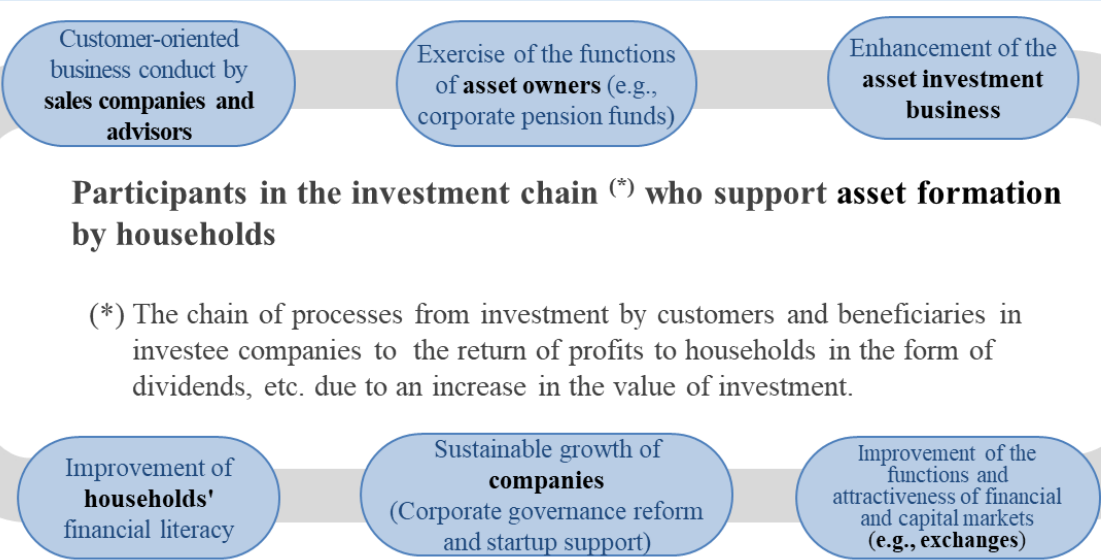 Customer-oriented
business conduct by
sales companies and
advisors
Exercise of the functions
of asset owners (e.g.,
corporate pension funds)
Enhancement of the
asset investment
business
Participants in the investment chain (*) who support asset formation
by households
(*) The chain of processes from investment by customers and beneficiaries in
investee companies to the return of profits to households in the form of
dividends, etc. due to an increase in the value of investment.
Improvement of
households'
financial literacy
Sustainable growth of
companies
(Corporate governance reform
and startup support)
Improvement of the
functions and
attractiveness of financial
and capital markets
(e.g., exchanges)